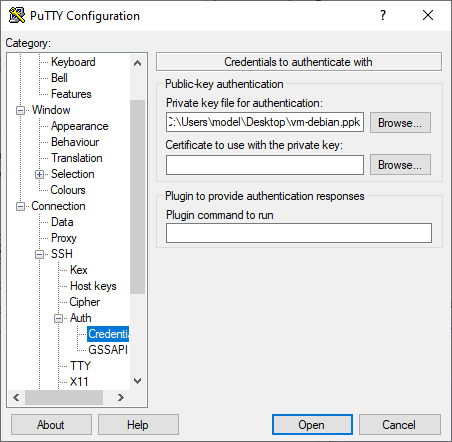 PuTTY Configuration
?
Category:
Keyboard
Bell
Features
Window
Appearance
Behaviour
Translation
Selection
Colours
Connection
Data
Proxy
SSH
Kex
Host keys
Cipher
Auth
Credentia
GSSAPI
TTY
X11
Credentials to authenticate with
Public-key authentication
Private key file for authentication:
C:\Users\model\Desktop\vm-debian.ppk
Browse...
Certificate to use with the private key:
Browse...
Plugin to provide authentication responses
Plugin command to run
About
Help
Open
Cancel